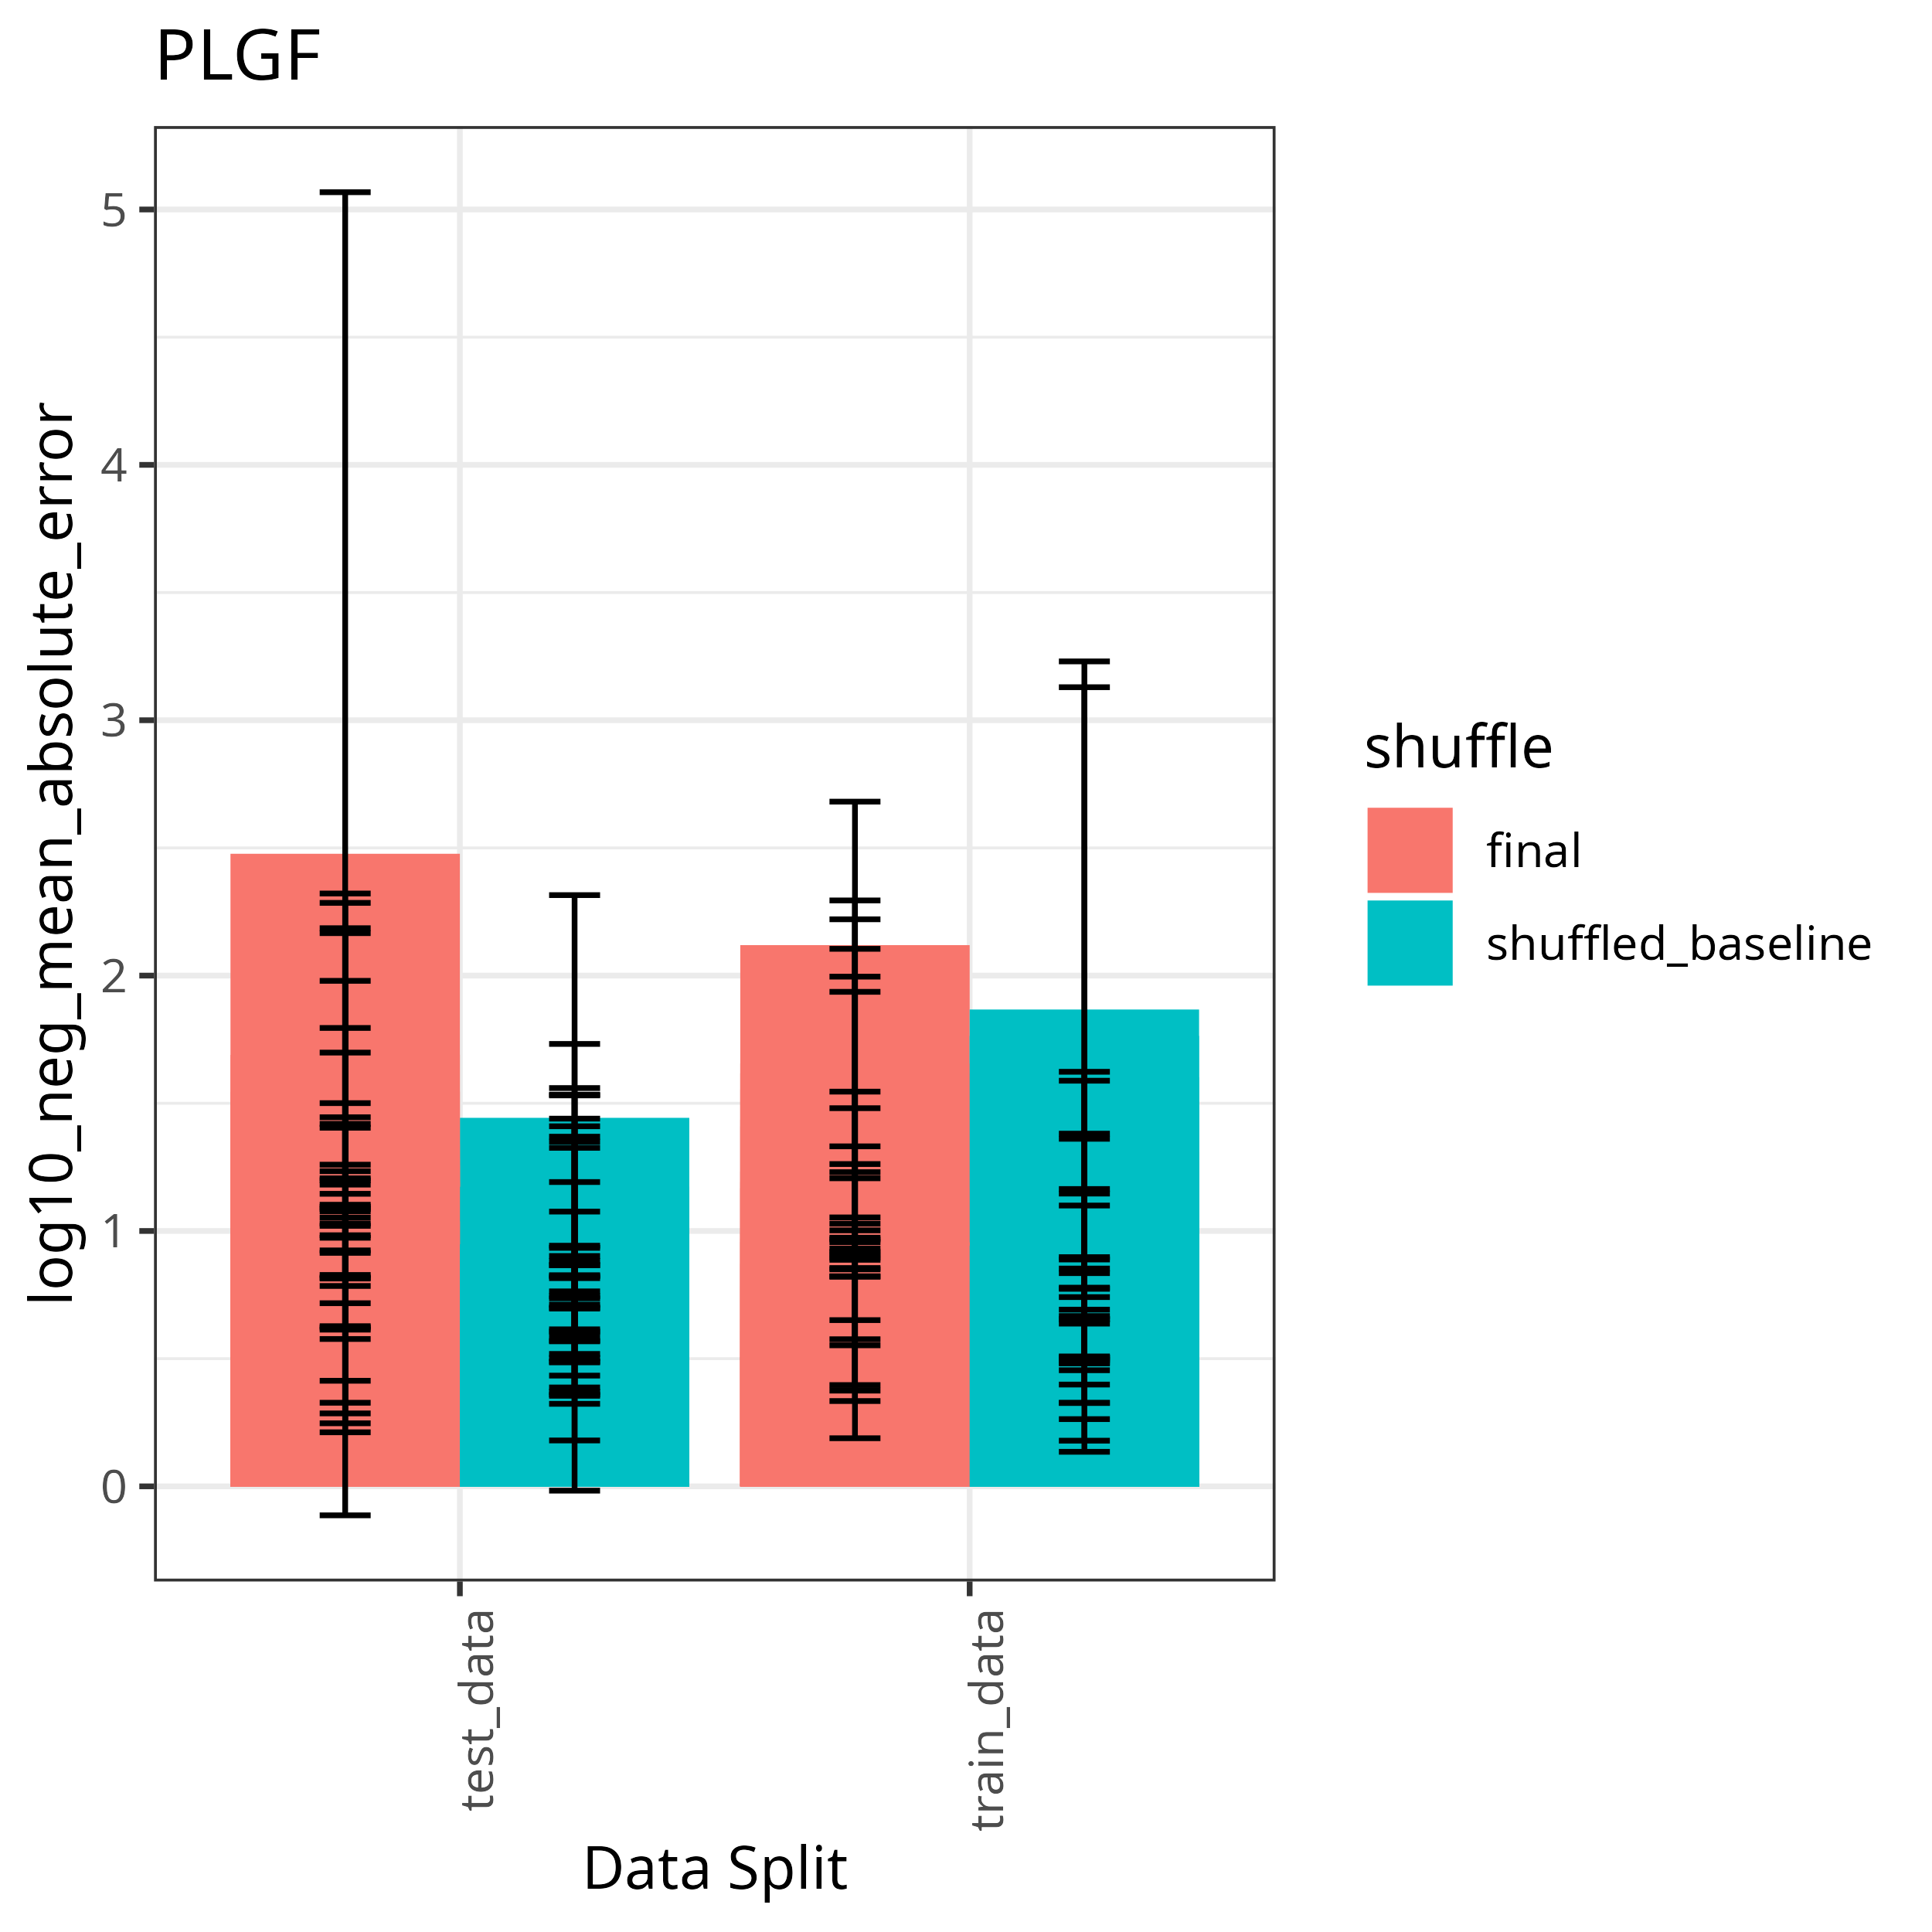 PLGF
log10_neg_mean_absolute_error
5
4
3
2
1
0
test_data
train_data
Data Split
shuffle
final
shuffled_baseline